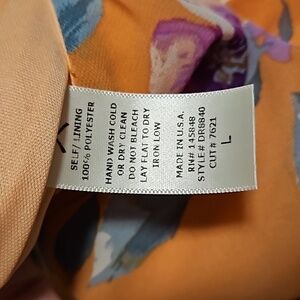 SELF/ LINING
100% POLYESTER
HAND WASH COLD
OR DRY CLEAN
DO NOT BLEACH
LAY FLAT TO DRY
IRON LOW
MADE IN U.S.A.
RN# 145848
STYLE# DR8840
CUT# 7621
L